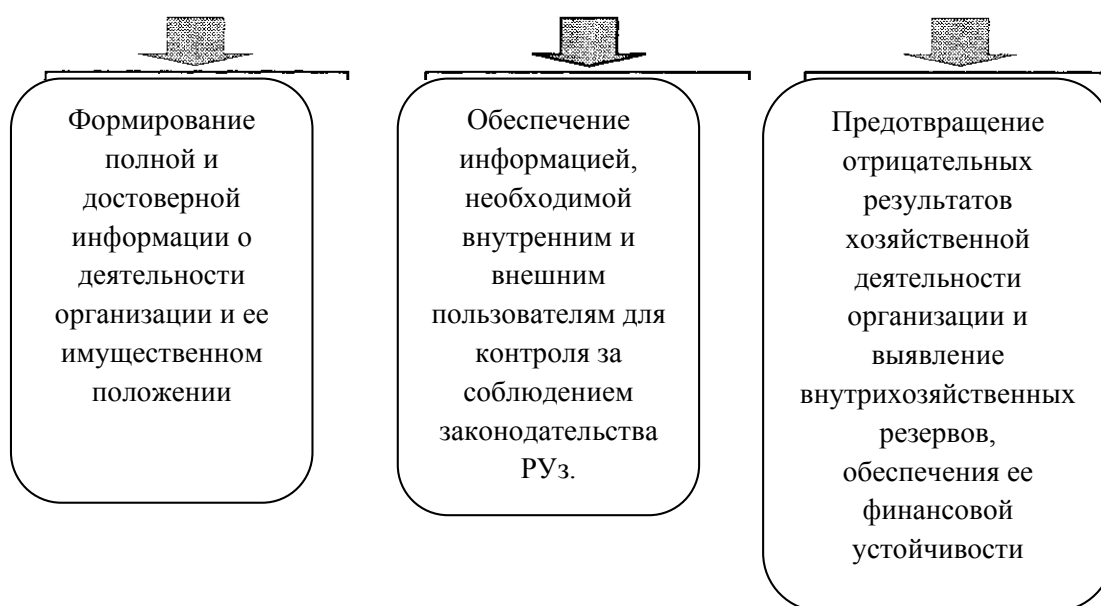 Формирование
полной и
достоверной
информации о
деятельности
организации и ее
имущественном
положении
Обеспечение
информацией,
необходимой
внутренним и
внешним
пользователям для
контроля за
соблюдением
законодательства
РУз.
Предотвращение
отрицательных
результатов
хозяйственной
деятельности
организации и
выявление
внутрихозяйственных
резервов,
обеспечения ее
финансовой
устойчивости